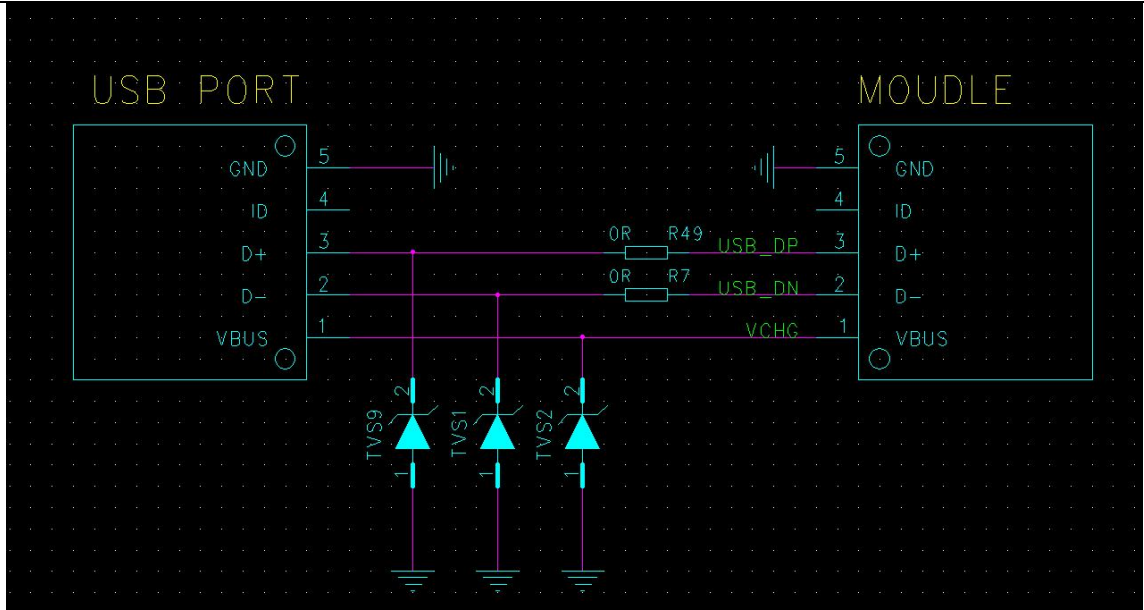 USB PORT
MOUDLE
GND 5
5 GND
ID 4
4 ID
D+ 3
0R R49
USB_DP
3 D+
D- 2
0R R7
USB_DN
2 D-
VBUS 1
VCHG
1 VBUS
TVS9 2 1
TVS1 2 1
TVS2 2 1